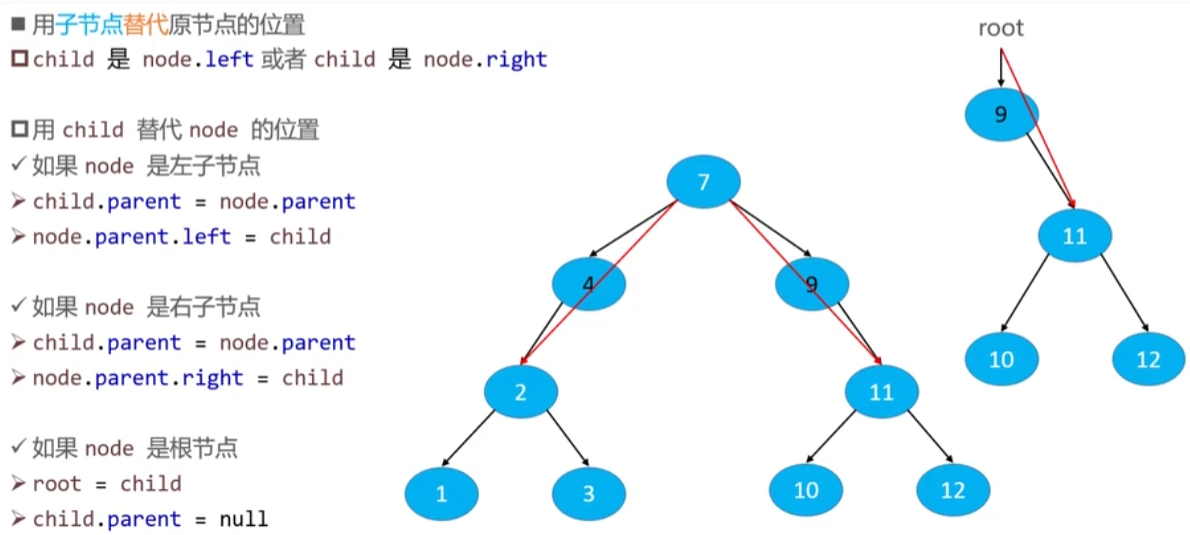 ■ 用子节点替代原节点的位置
child 是 node.left 或者 child 是 node.right
用 child 替代 node 的位置
✓ 如果 node 是左子节点
➢ child.parent = node.parent
➢ node.parent.left = child
✓ 如果 node 是右子节点
➢ child.parent = node.parent
➢ node.parent.right = child
✓ 如果 node 是根节点
➢ root = child
➢ child.parent = null
7
4
9
2
11
1
3
10
12
root
9
11
10
12